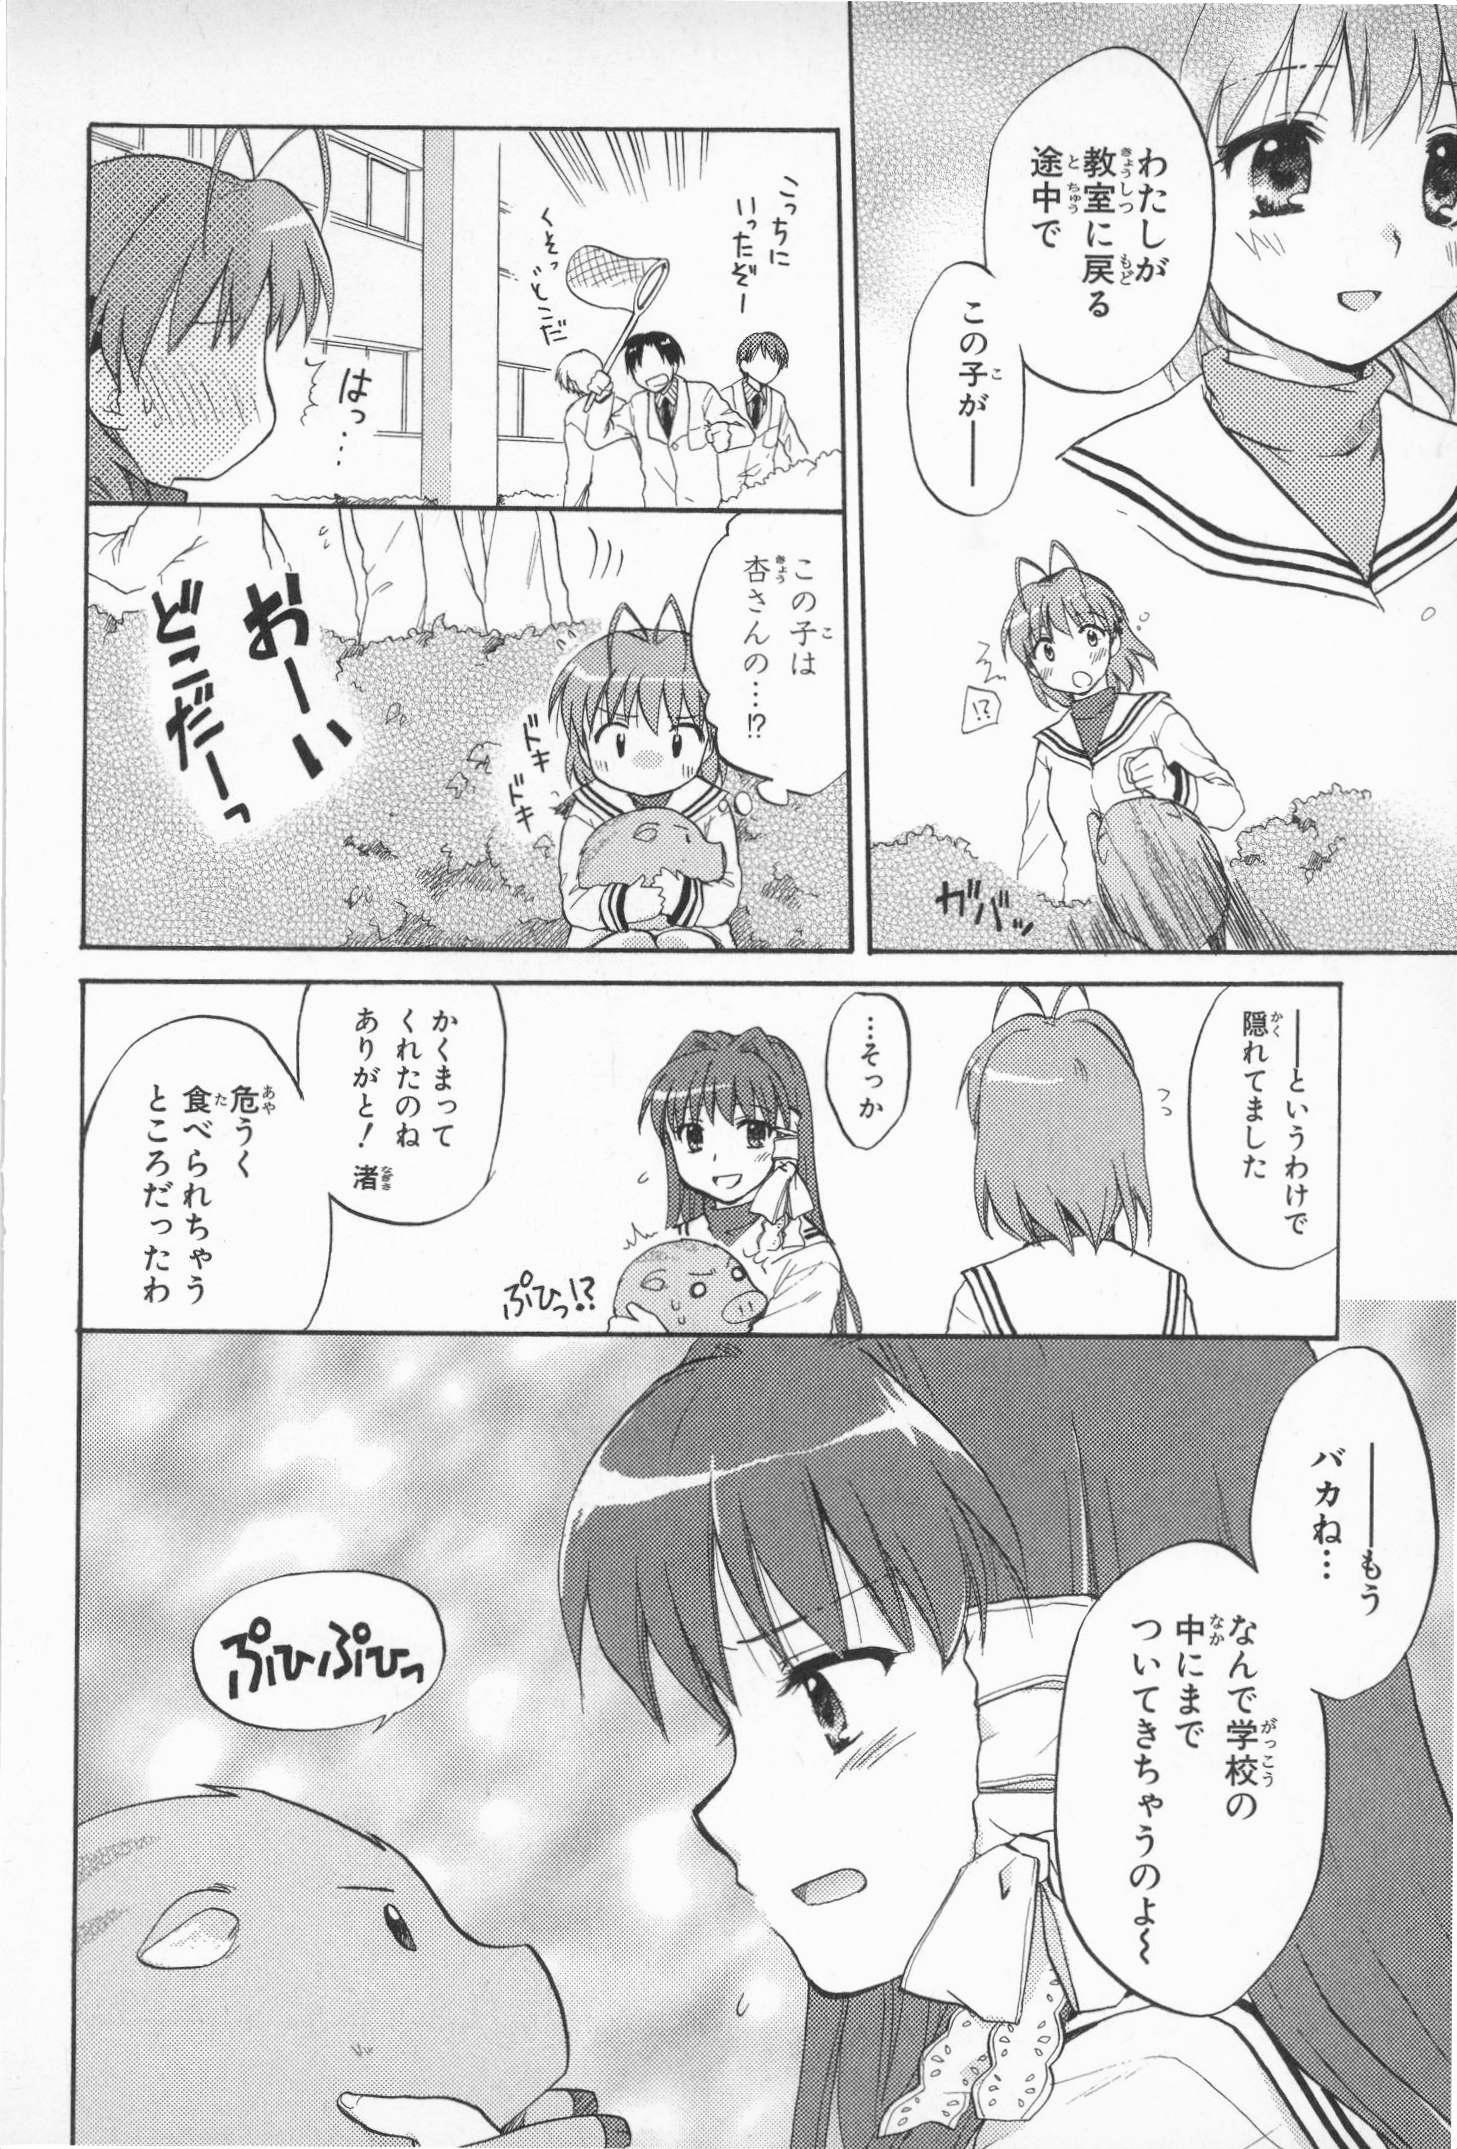 わたしが
教室に戻る
途中で
この子が――
!?
ガバッ
こっちに
いったぞー
くそっ
どこだ
はっ…
この子は
杏さんの…!?
ドキ
ドキ
おーい
どこだーっ
――というわけで
隠れてました
…そっか
ぷひっ!?
かくまって
くれたのね
ありがと! 渚
危うく
食べられちゃう
ところだったわ
――もう
バカね…
なんで学校の
中にまで
ついてきちゃうのよ〜
ぷひぷひっ